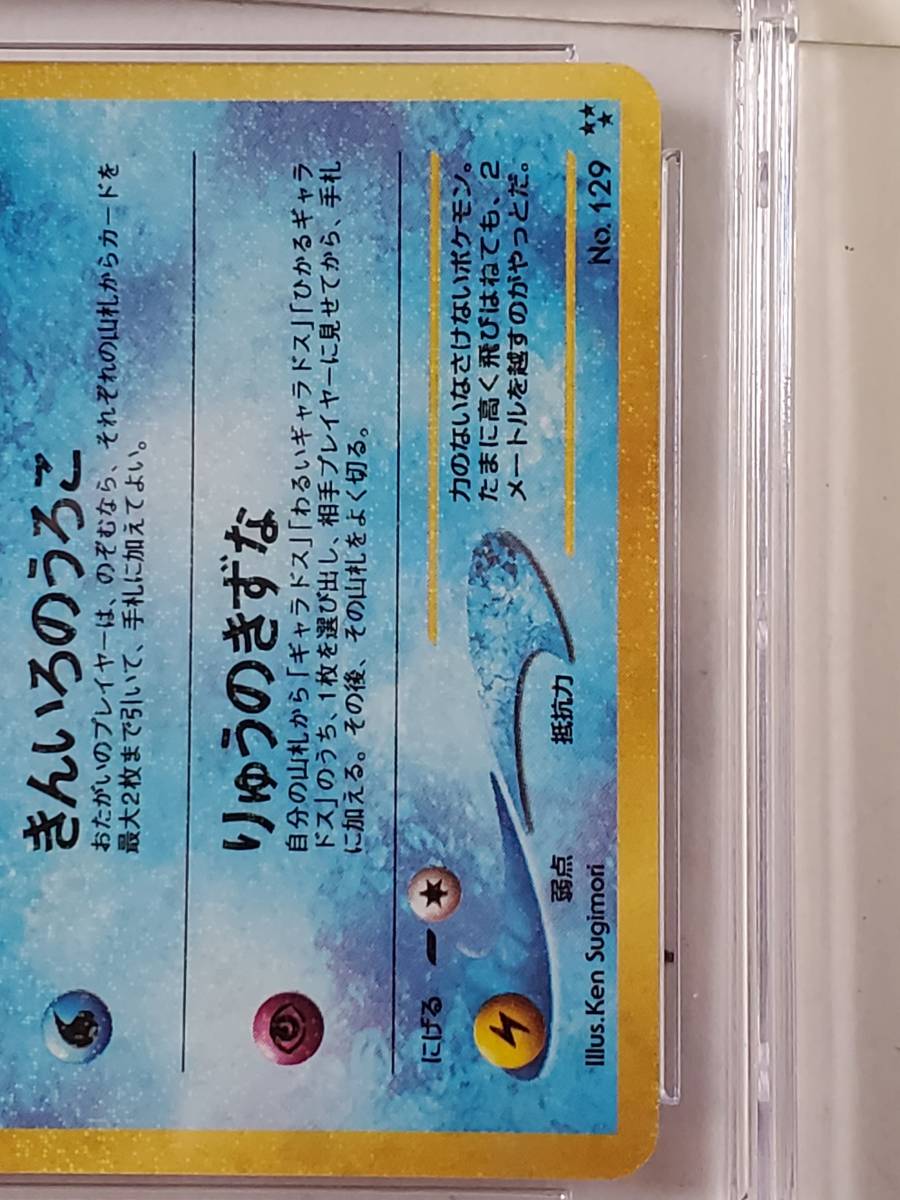 きんいろのうろこ
おたがいのプレイヤーは、のぞむなら、それぞれの山札からカードを
最大2枚まで引いて、手札に加えてよい。
りゅうのきずな
自分の山札から「ギャラドス」「わるいギャラドス」「ひかるギャラ
ドス」のうち、1枚を選び出し、相手プレイヤーに見せてから、手札
に加える。その後、その山札をよく切る。
にげる
力のないなさけないポケモン。
たまに高く飛びはねても、2
メートルを越すのがやっとだ。
弱点 抵抗力
Illus.Ken Sugimori No. 129